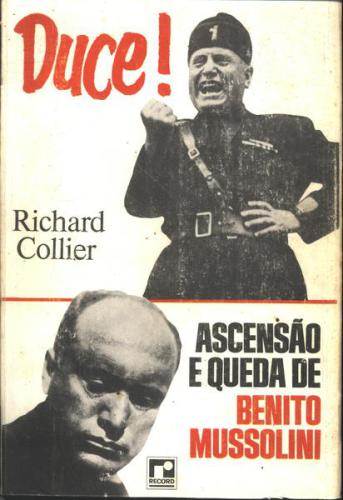 Duce!
Richard
Collier
ASCENSÃO
E QUEDA DE
BENITO
MUSSOLINI
RECORD